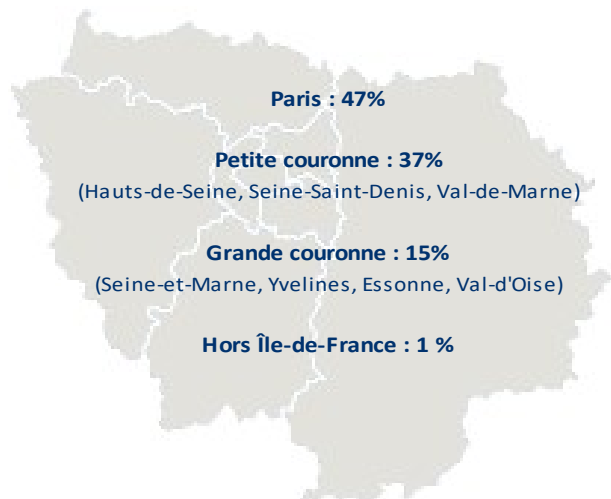 Paris : 47%
Petite couronne : 37%
(Hauts-de-Seine, Seine-Saint-Denis, Val-de-Marne)
Grande couronne : 15%
(Seine-et-Marne, Yvelines, Essonne, Val-d'Oise)
Hors Île-de-France : 1 %